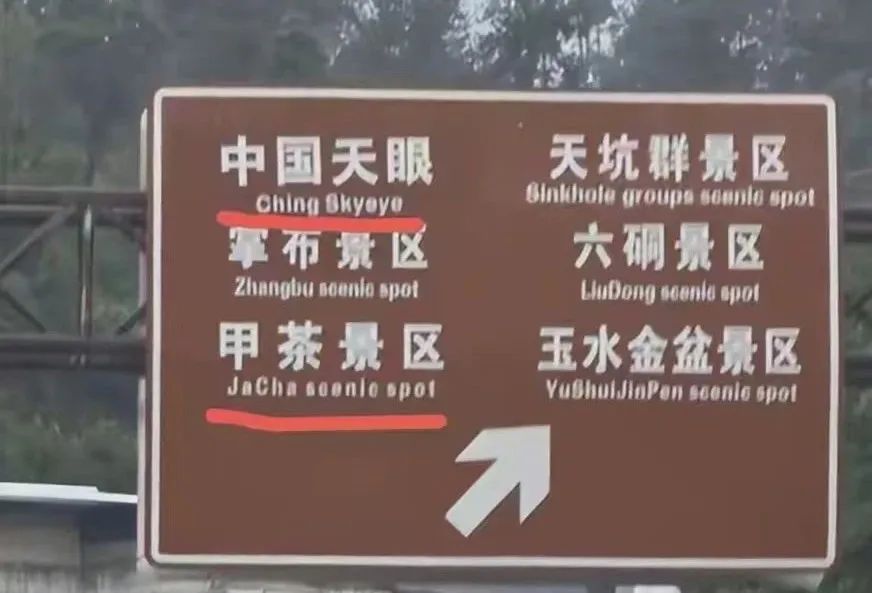 中国天眼
Ching Skyeye
掌布景区
Zhangbu scenic spot
甲茶景区
JaCha scenic spot
天坑群景区
Sinkhole groups scenic spot
六硐景区
LiuDong scenic spot
玉水金盆景区
YuShuiJinPen scenic spot